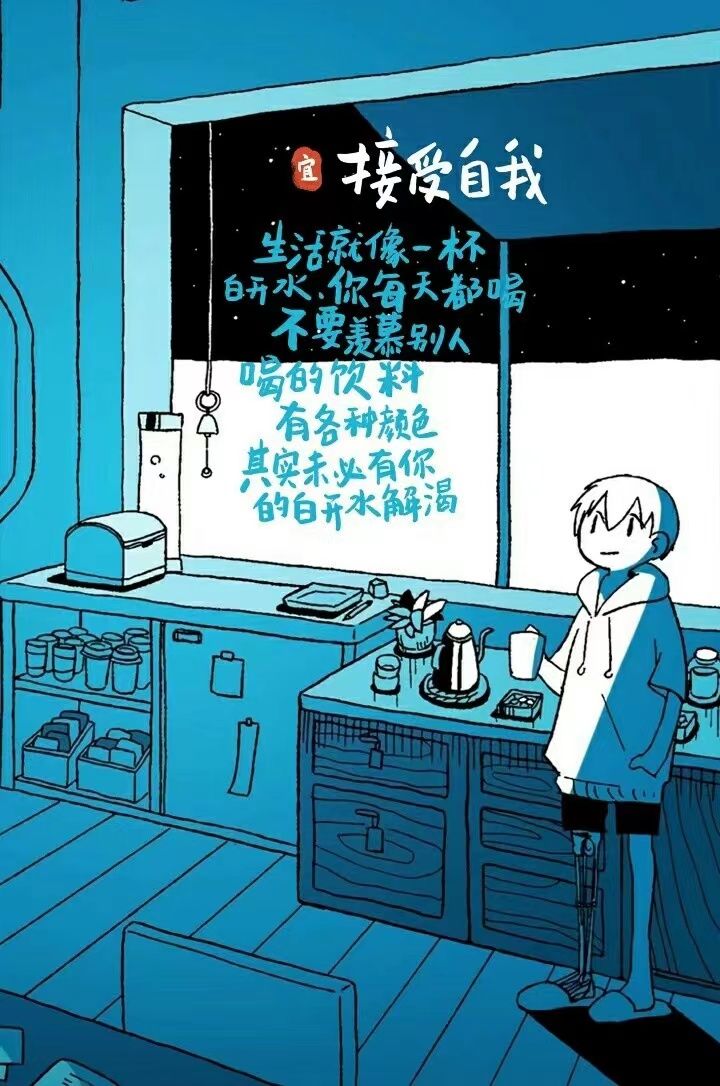 宜 接受自我
生活就像一杯
白开水、你每天都喝
不要羡慕别人
喝的饮料
有各种颜色
其实未必有你
的白开水解渴